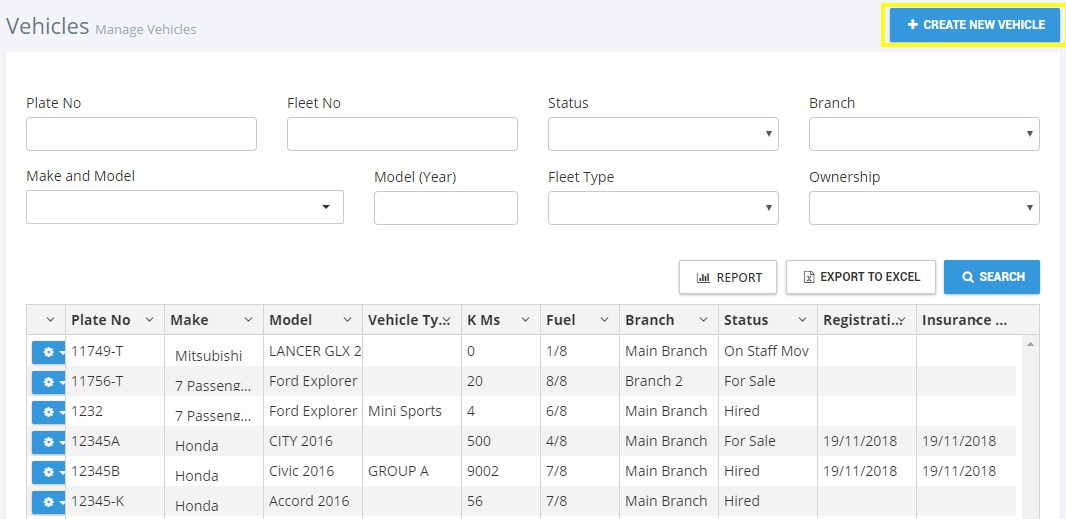 Vehicles Manage Vehicles
CREATE NEW VEHICLE
Plate No Fleet No Status Branch
Make and Model Model (Year) Fleet Type Ownership
REPORT EXPORT TO EXCEL SEARCH
Plate No Make Model Vehicle Ty... K Ms Fuel Branch Status Registrati... Insurance ...
11749-T Mitsubishi LANCER GLX 2 0 1/8 Main Branch On Staff Mov
11756-T 7 Passeng... Ford Explorer 20 8/8 Branch 2 For Sale
1232 7 Passeng... Ford Explorer Mini Sports 4 6/8 Main Branch Hired
12345A Honda CITY 2016 500 4/8 Main Branch For Sale 19/11/2018 19/11/2018
12345B Honda Civic 2016 GROUP A 9002 7/8 Main Branch Hired 19/11/2018 19/11/2018
12345-K Honda Accord 2016 56 7/8 Main Branch Hired